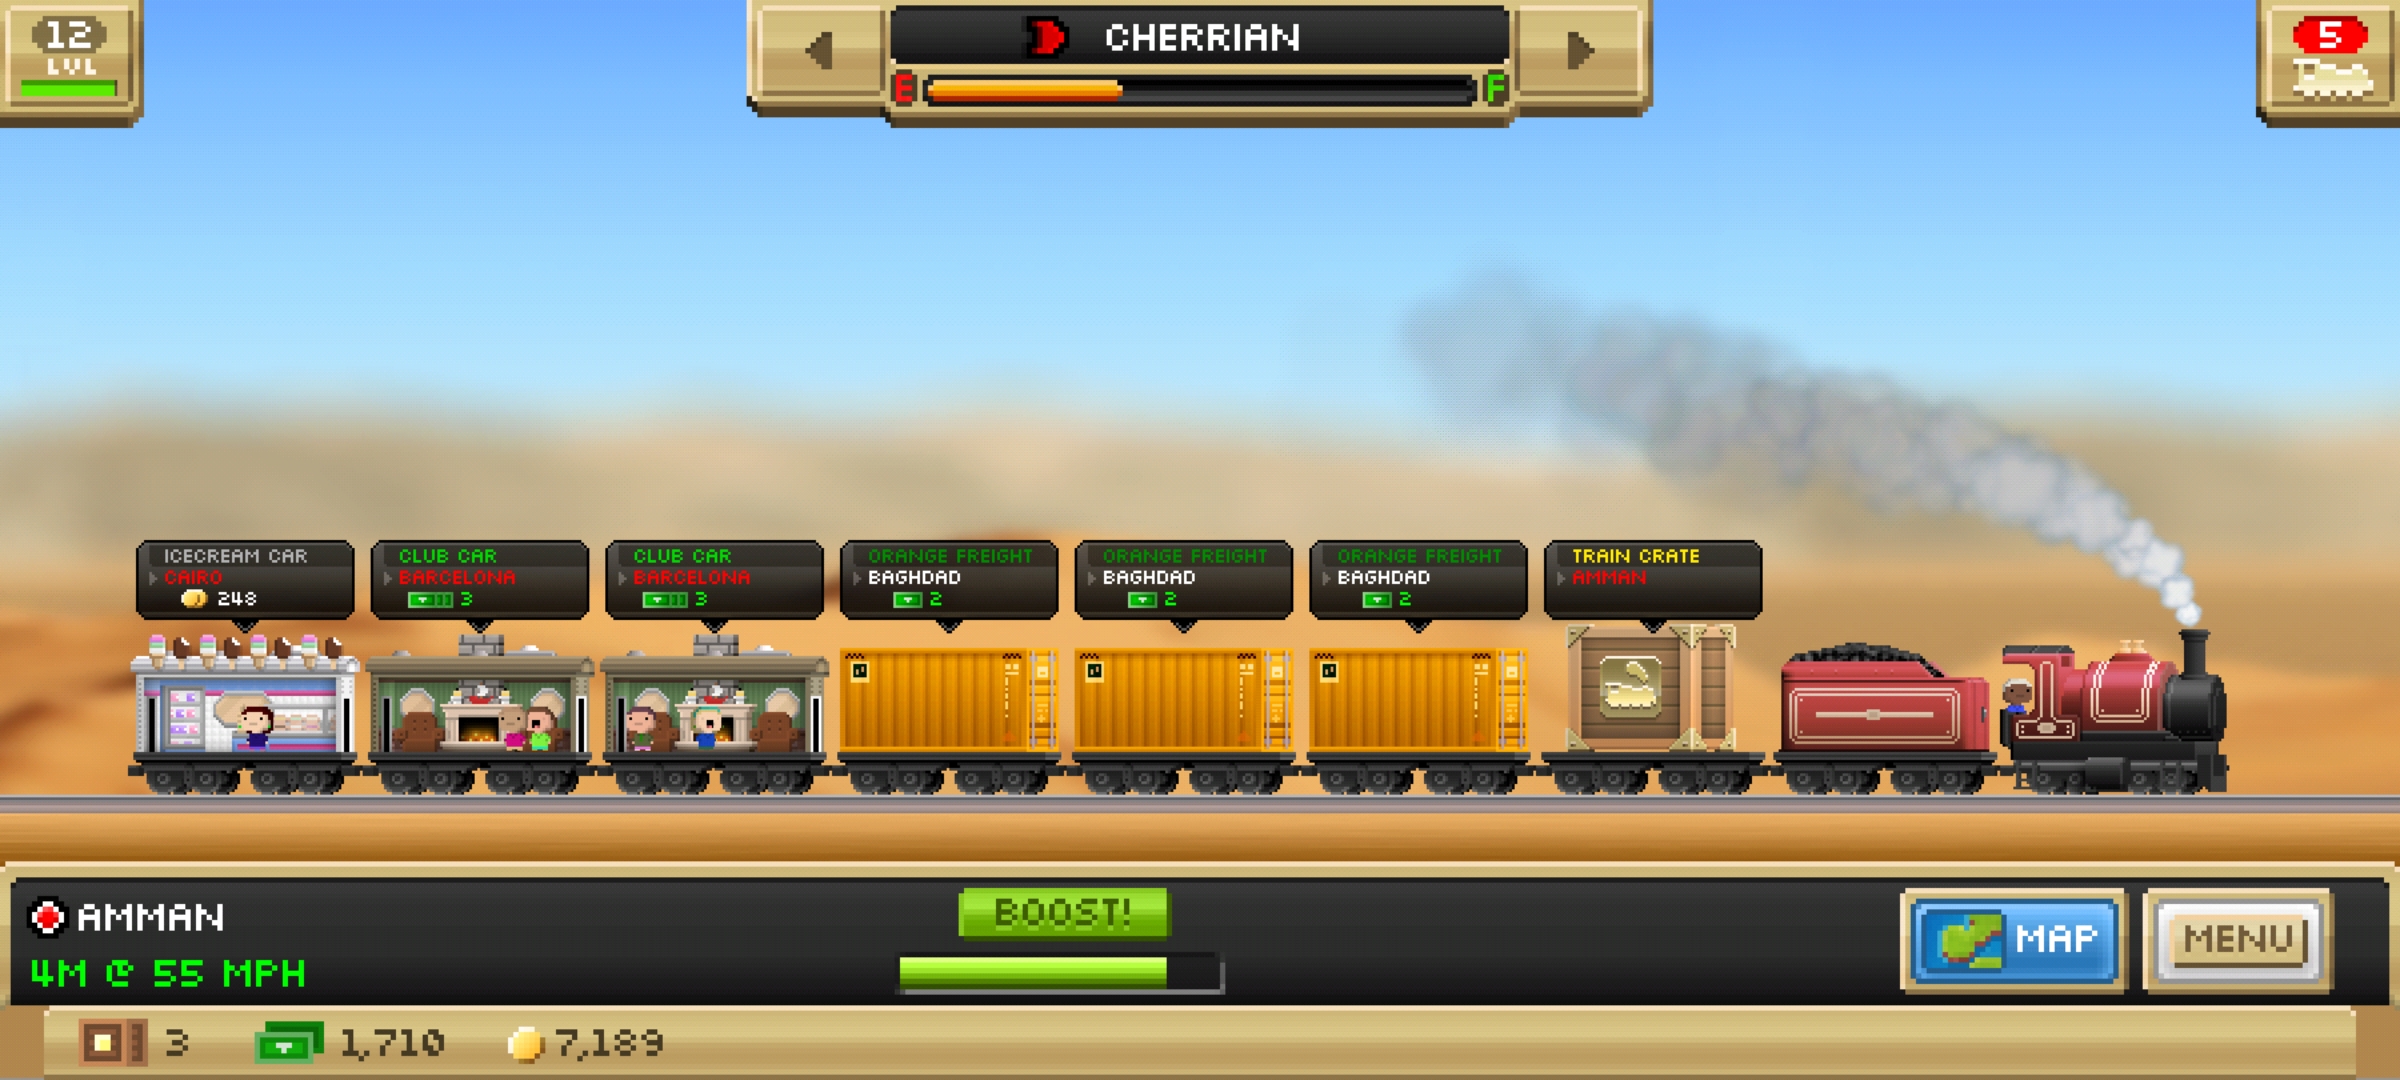 12
LVL
CHERRIAN
E F
5
ICECREAM CAR
CAIRO
248
CLUB CAR
BARCELONA
3
CLUB CAR
BARCELONA
3
ORANGE FREIGHT
BAGHDAD
2
ORANGE FREIGHT
BAGHDAD
2
ORANGE FREIGHT
BAGHDAD
2
TRAIN CRATE
AMMAN
AMMAN
4M @ 55 MPH
BOOST!
MAP
MENU
3
1,710
7,189